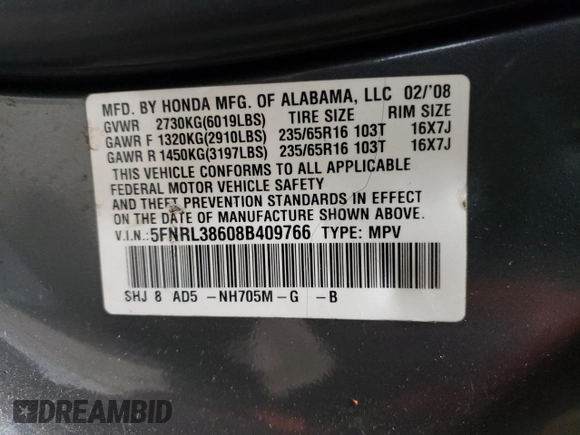 MFD. BY HONDA MFG. OF ALABAMA, LLC 02/'08
GVWR 2730KG(6019LBS) TIRE SIZE RIM SIZE
GAWR F 1320KG(2910LBS) 235/65R16 103T 16X7J
GAWR R 1450KG(3197LBS) 235/65R16 103T 16X7J
THIS VEHICLE CONFORMS TO ALL APPLICABLE
FEDERAL MOTOR VEHICLE SAFETY
AND THEFT PREVENTION STANDARDS IN EFFECT
ON THE DATE OF MANUFACTURE SHOWN ABOVE.
V.I.N.: 5FNRL38608B409766 TYPE: MPV
SHJ 8 AD5 -NH705M-G -B
DREAMBID